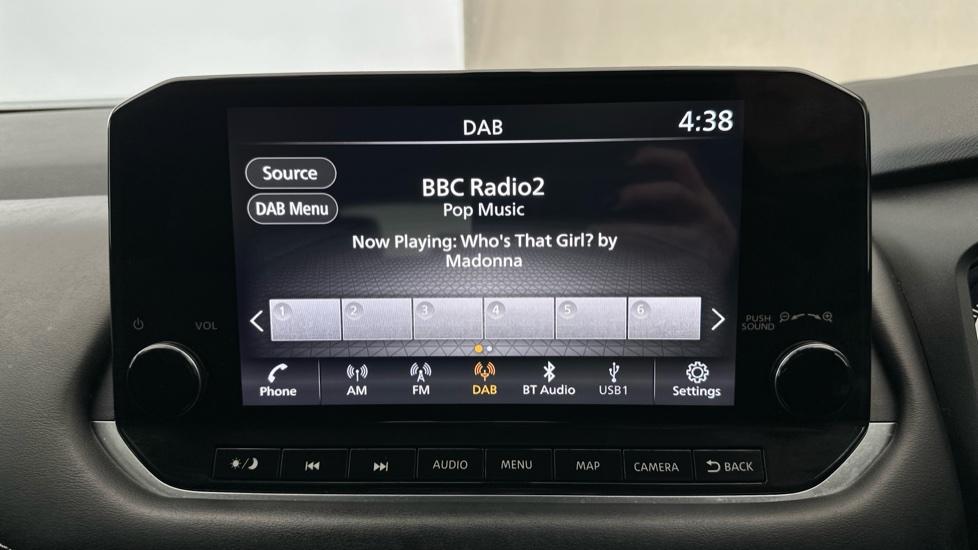 DAB
4:38
Source
DAB Menu
BBC Radio2
Pop Music
Now Playing: Who's That Girl? by
Madonna
1 2 3 4 5 6
VOL
PUSH
SOUND
Phone AM FM DAB BT Audio USB1 Settings
AUDIO MENU MAP CAMERA BACK